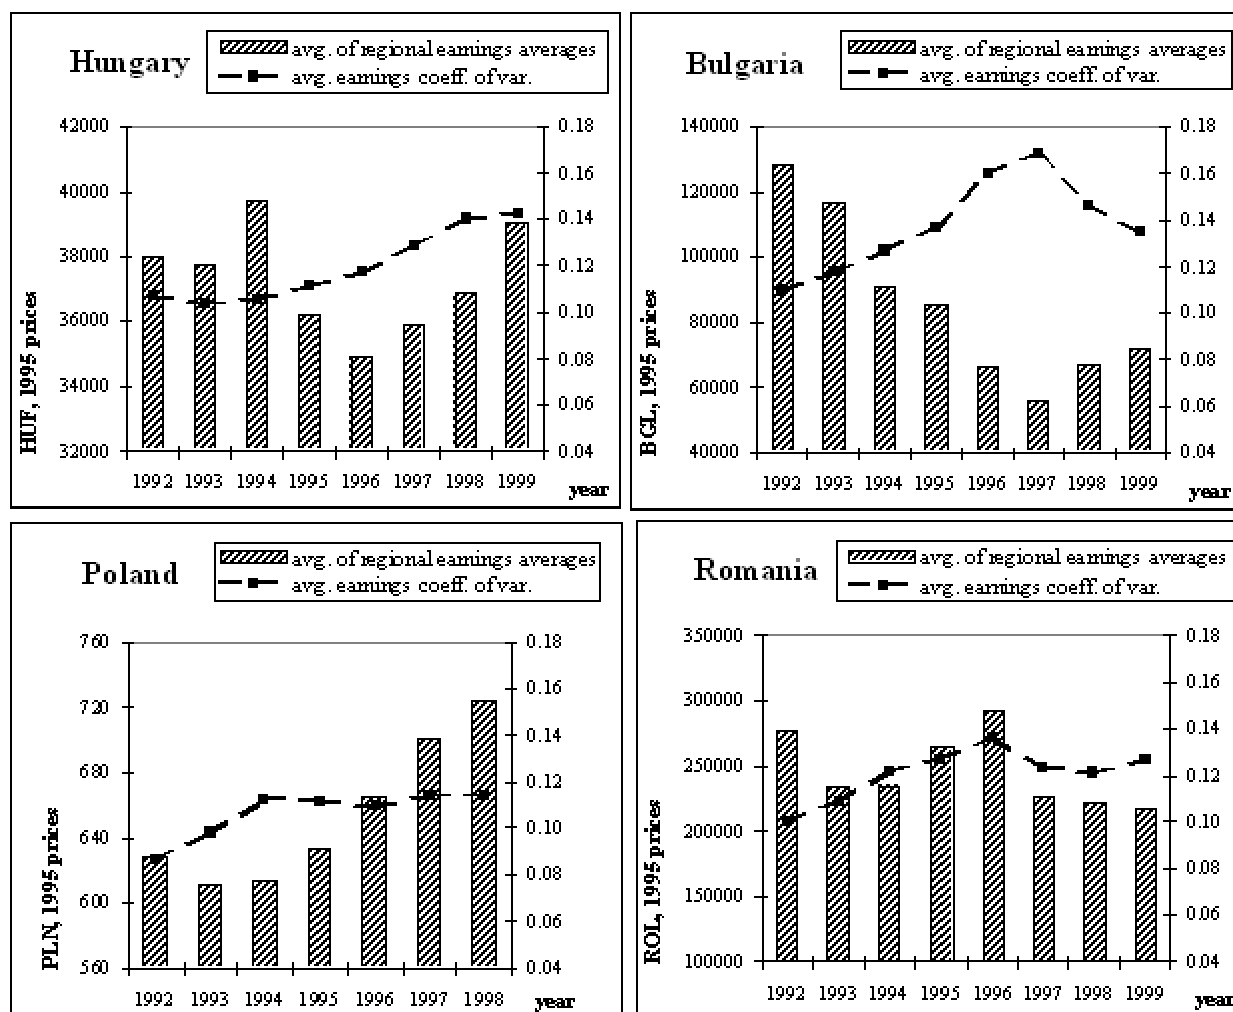 Hungary
avg. of regional earnings averages
avg. earnings coeff. of var.
42000
40000
38000
36000
34000
32000
0.18
0.16
0.14
0.12
0.10
0.08
0.06
0.04
HUF, 1995 prices
1992 1993 1994 1995 1996 1997 1998 1999
year
Bulgaria
avg. of regional earnings averages
avg. earnings coeff. of var.
140000
120000
100000
80000
60000
40000
0.18
0.16
0.14
0.12
0.10
0.08
0.06
0.04
BGL, 1995 prices
1992 1993 1994 1995 1996 1997 1998 1999
year
Poland
avg. of regional earnings averages
avg. earnings coeff. of var.
760
720
680
640
600
560
0.18
0.16
0.14
0.12
0.10
0.08
0.06
0.04
PLN, 1995 prices
1992 1993 1994 1995 1996 1997 1998
year
Romania
avg. of regional earnings averages
avg. earnings coeff. of var.
350000
300000
250000
200000
150000
100000
0.18
0.16
0.14
0.12
0.10
0.08
0.06
0.04
ROL, 1995 prices
1992 1993 1994 1995 1996 1997 1998 1999
year